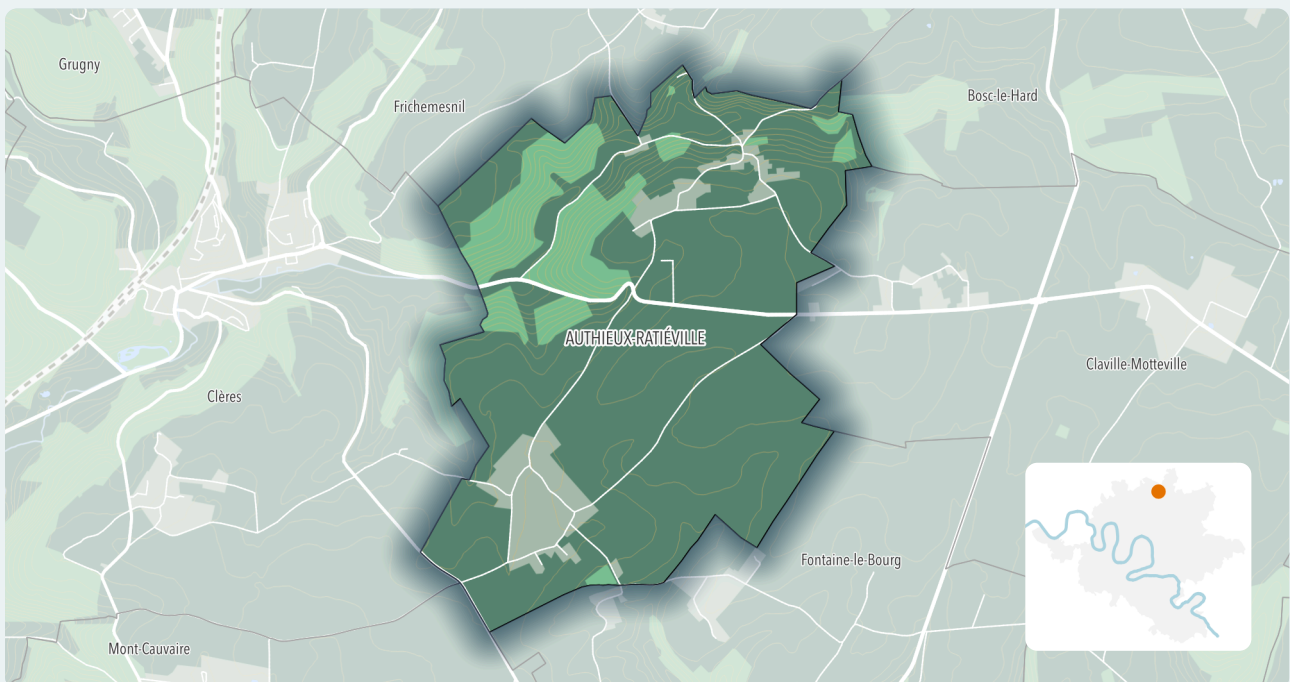 Grugny
Frichemesnil
Bosc-le-Hard
AUTHIEUX-RATIÉVILLE
Claville-Motteville
Clères
Fontaine-le-Bourg
Mont-Cauvaire